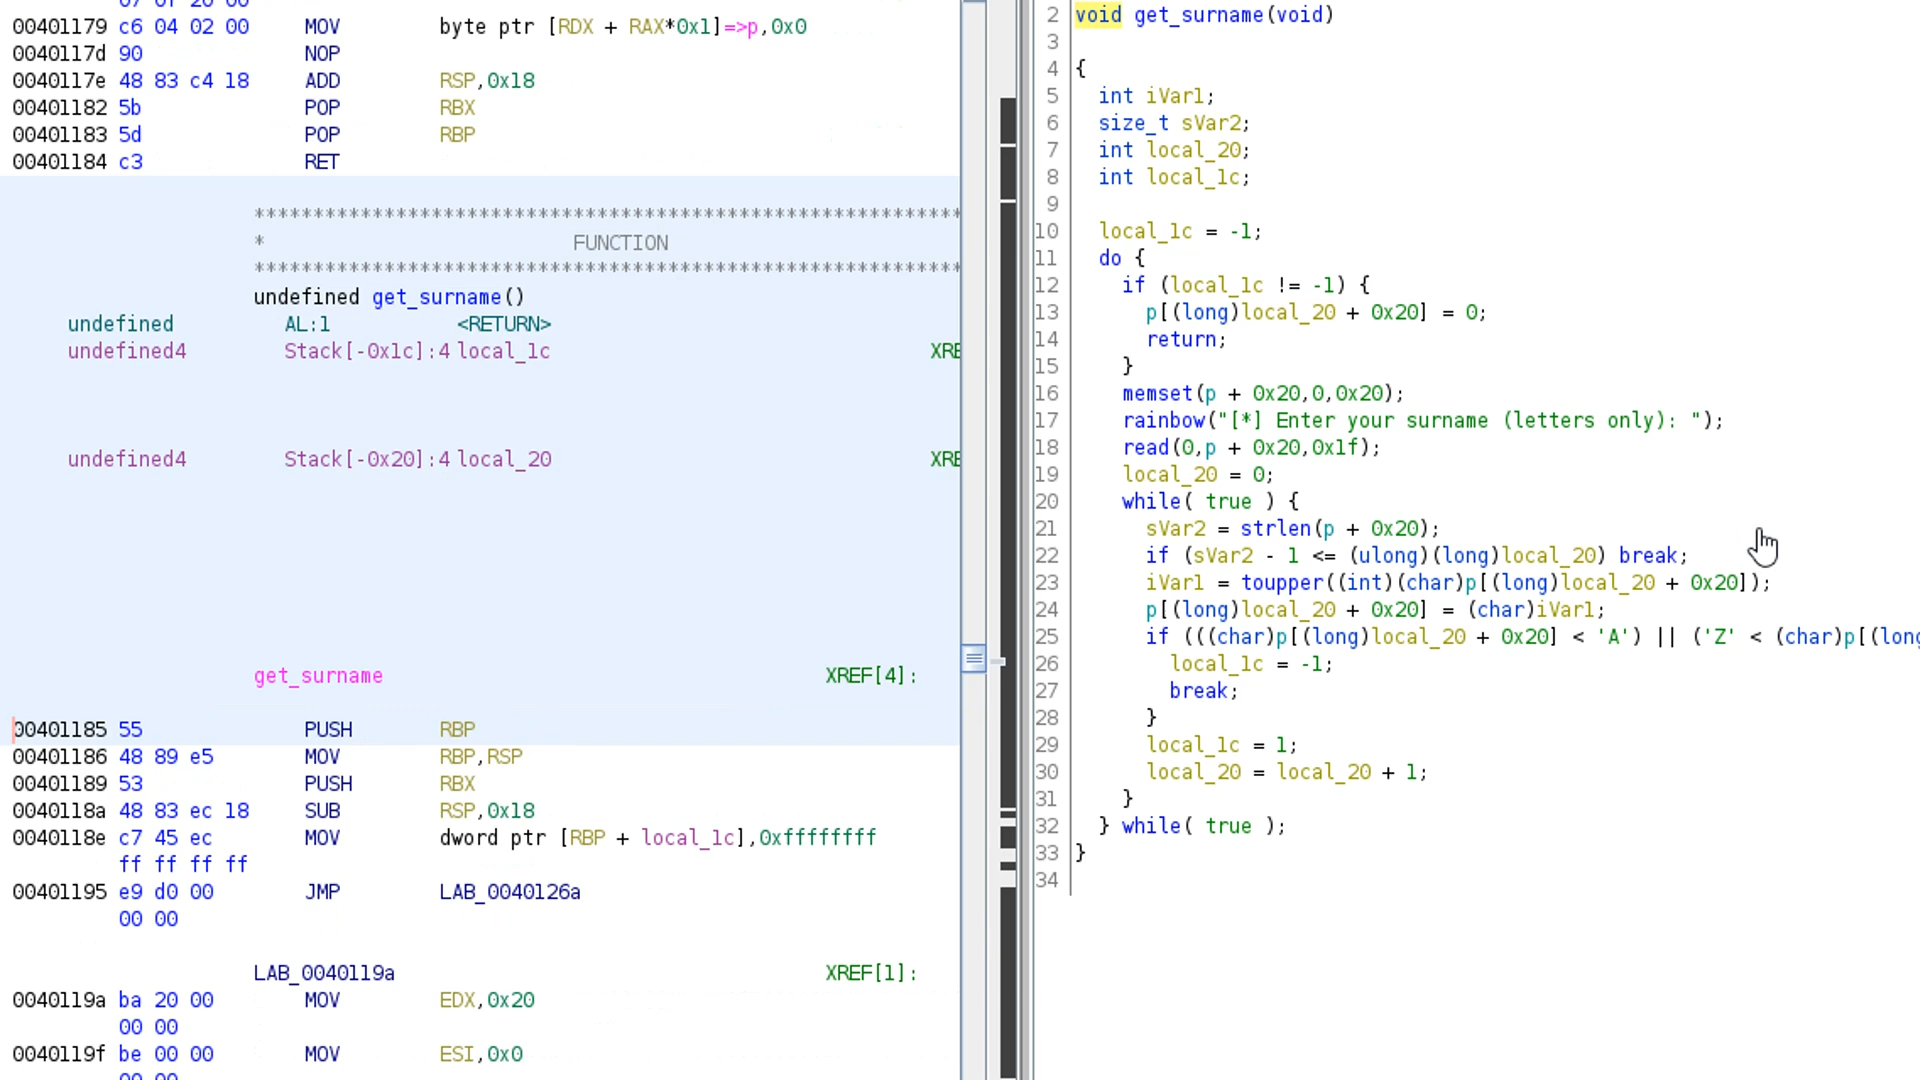 07 0f 20 00
00401179 c6 04 02 00 MOV byte ptr [RDX + RAX*0x1]=>p,0x0
0040117d 90 NOP
0040117e 48 83 c4 18 ADD RSP,0x18
00401182 5b POP RBX
00401183 5d POP RBP
00401184 c3 RET
************************************************************
* FUNCTION
************************************************************
undefined get_surname()
undefined AL:1 <RETURN>
undefined4 Stack[-0x1c]:4 local_1c XRE
undefined4 Stack[-0x20]:4 local_20 XRE
get_surname XREF[4]:
00401185 55 PUSH RBP
00401186 48 89 e5 MOV RBP,RSP
00401189 53 PUSH RBX
0040118a 48 83 ec 18 SUB RSP,0x18
0040118e c7 45 ec MOV dword ptr [RBP + local_1c],0xffffffff
ff ff ff ff
00401195 e9 d0 00 JMP LAB_0040126a
00 00
LAB_0040119a XREF[1]:
0040119a ba 20 00 MOV EDX,0x20
00 00
0040119f be 00 00 MOV ESI,0x0
00 00
2 void get_surname(void)
3
4 {
5 int iVar1;
6 size_t sVar2;
7 int local_20;
8 int local_1c;
9
10 local_1c = -1;
11 do {
12 if (local_1c != -1) {
13 p[(long)local_20 + 0x20] = 0;
14 return;
15 }
16 memset(p + 0x20,0,0x20);
17 rainbow("[*] Enter your surname (letters only): ");
18 read(0,p + 0x20,0x1f);
19 local_20 = 0;
20 while( true ) {
21 sVar2 = strlen(p + 0x20);
22 if (sVar2 - 1 <= (ulong)(long)local_20) break;
23 iVar1 = toupper((int)(char)p[(long)local_20 + 0x20]);
24 p[(long)local_20 + 0x20] = (char)iVar1;
25 if (((char)p[(long)local_20 + 0x20] < 'A') || ('Z' < (char)p[(long
26 local_1c = -1;
27 break;
28 }
29 local_1c = 1;
30 local_20 = local_20 + 1;
31 }
32 } while( true );
33 }
34